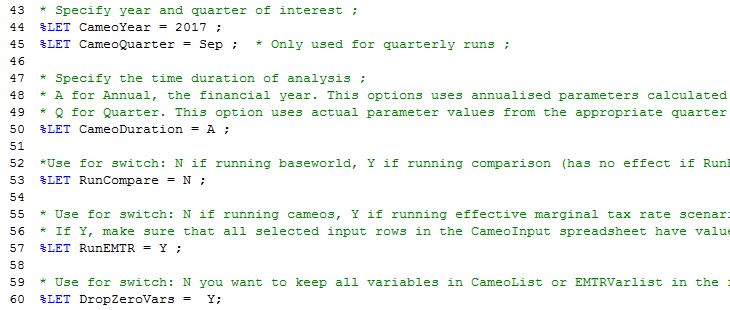 43 * Specify year and quarter of interest ;
44 %LET CameoYear = 2017 ;
45 %LET CameoQuarter = Sep ; * Only used for quarterly runs ;
46
47 * Specify the time duration of analysis ;
48 * A for Annual, the financial year. This options uses annualised parameters calculated
49 * Q for Quarter. This option uses actual parameter values from the appropriate quarter
50 %LET CameoDuration = A ;
51
52 *Use for switch: N if running baseworld, Y if running comparison (has no effect if
53 %LET RunCompare = N ;
54
55 * Use for switch: N if running cameos, Y if running effective marginal tax rate
56 * If Y, make sure that all selected input rows in the CameoInput spreadsheet have
57 %LET RunEMTR = Y ;
58
59 * Use for switch: N you want to keep all variables in CameoList or EMTRVarlist in the
60 %LET DropZeroVars = Y;